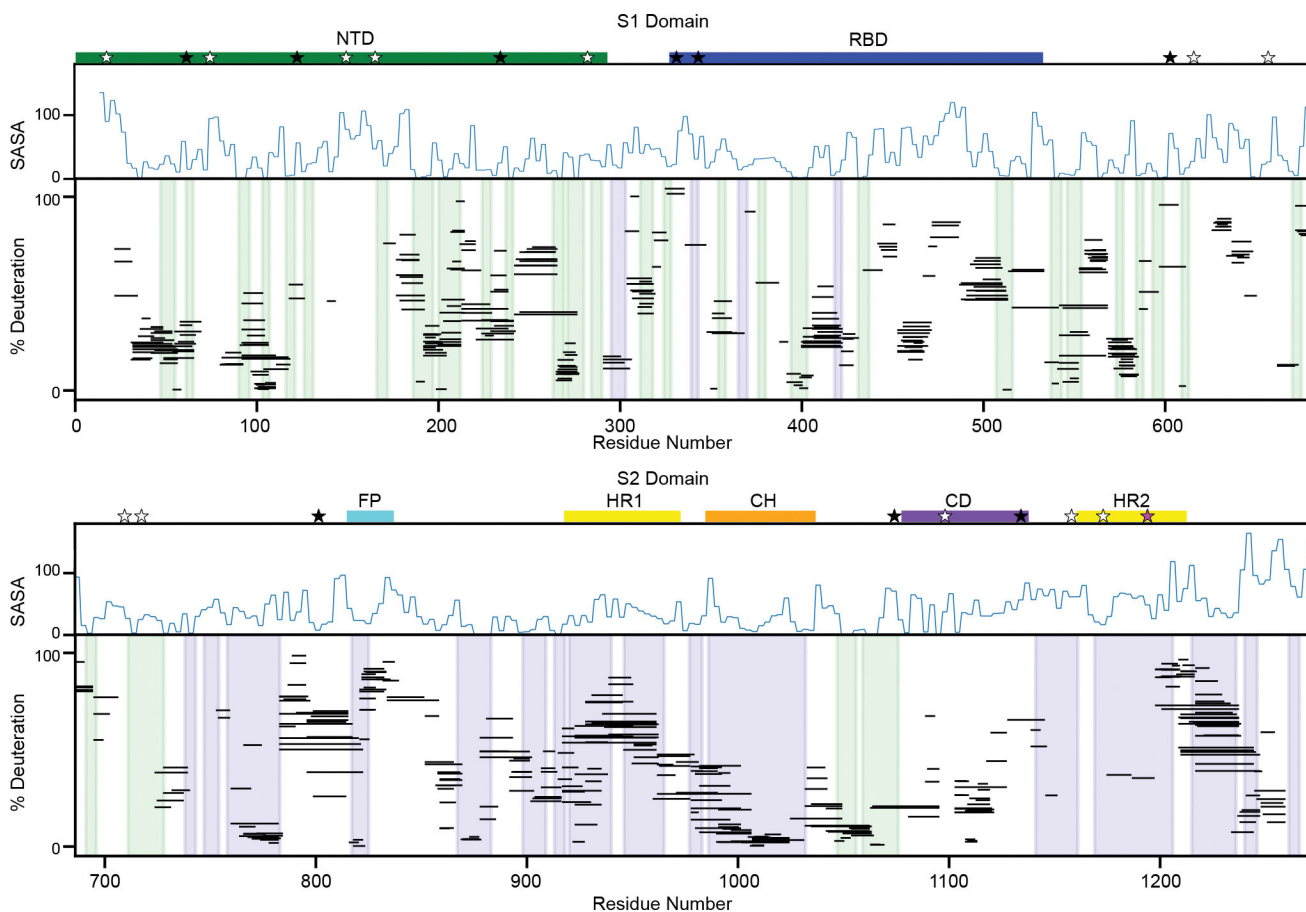 S1 Domain
NTD RBD
SASA
100
0
% Deuteration
100
0
0 100 200 300 400 500 600
Residue Number
S2 Domain
FP HR1 CH CD HR2
SASA
100
0
% Deuteration
100
0
700 800 900 1000 1100 1200
Residue Number